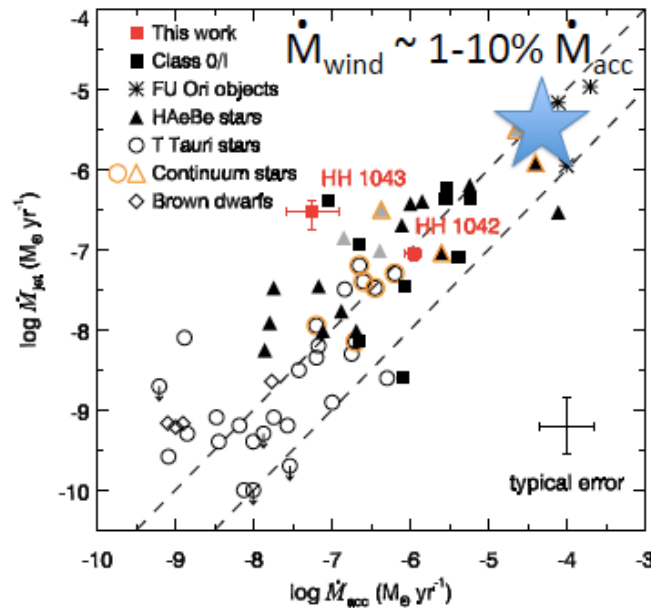 Ṁwind ~ 1-10% Ṁacc
This work
Class 0/I
FU Ori objects
HAeBe stars
T Tauri stars
Continuum stars
Brown dwarfs
HH 1043
HH 1042
typical error
-4
-5
-6
-7
-8
-9
-10
log Ṁjet (M⊙ yr⁻¹)
-10 -9 -8 -7 -6 -5 -4 -3
log Ṁacc (M⊙ yr⁻¹)